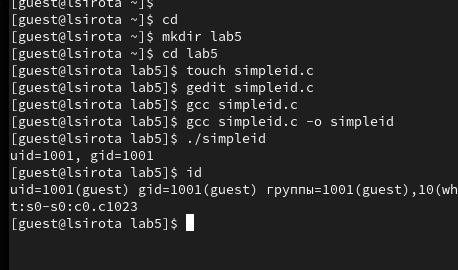 [guest@lsirota ~]$
[guest@lsirota ~]$ cd
[guest@lsirota ~]$ mkdir lab5
[guest@lsirota ~]$ cd lab5
[guest@lsirota lab5]$ touch simpleid.c
[guest@lsirota lab5]$ gedit simpleid.c
[guest@lsirota lab5]$ gcc simpleid.c
[guest@lsirota lab5]$ gcc simpleid.c -o simpleid
[guest@lsirota lab5]$ ./simpleid
uid=1001, gid=1001
[guest@lsirota lab5]$ id
uid=1001(guest) gid=1001(guest) группы=1001(guest),10(wh
t:s0-s0:c0.c1023
[guest@lsirota lab5]$